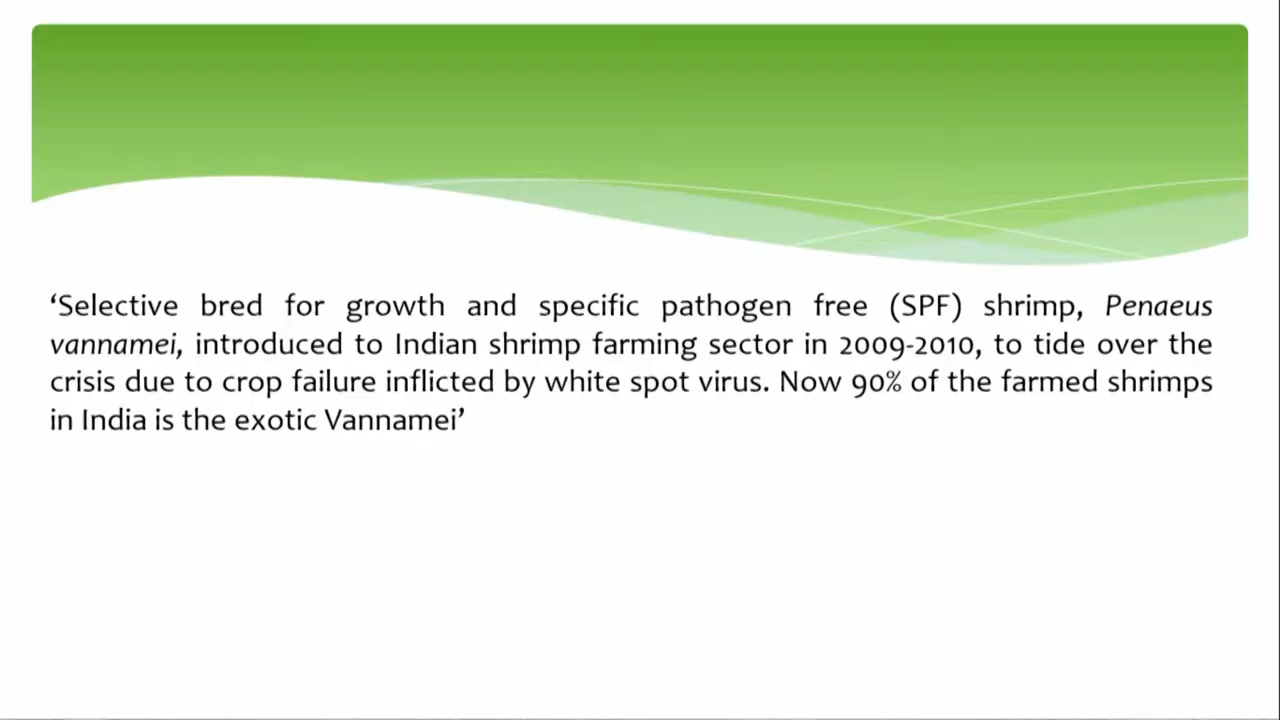 ‘Selective bred for growth and specific pathogen free (SPF) shrimp, Penaeus
vannamei, introduced to Indian shrimp farming sector in 2009-2010, to tide over the
crisis due to crop failure inflicted by white spot virus. Now 90% of the farmed shrimps
in India is the exotic Vannamei’